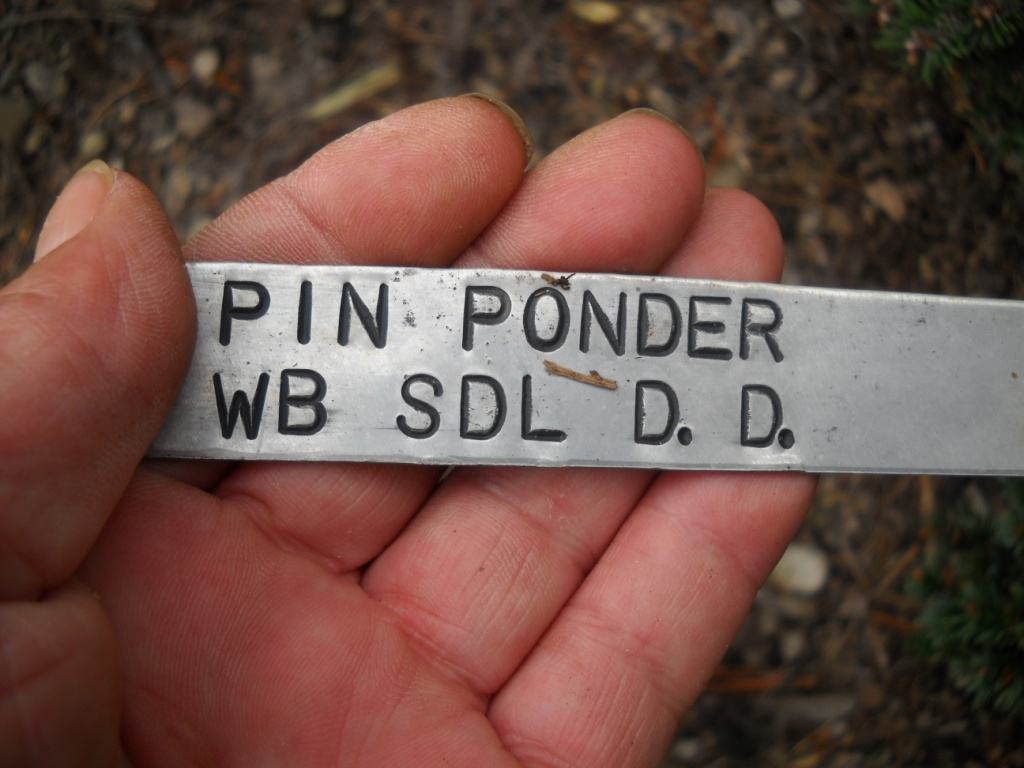 PIN PONDER
WB SDL D. D.